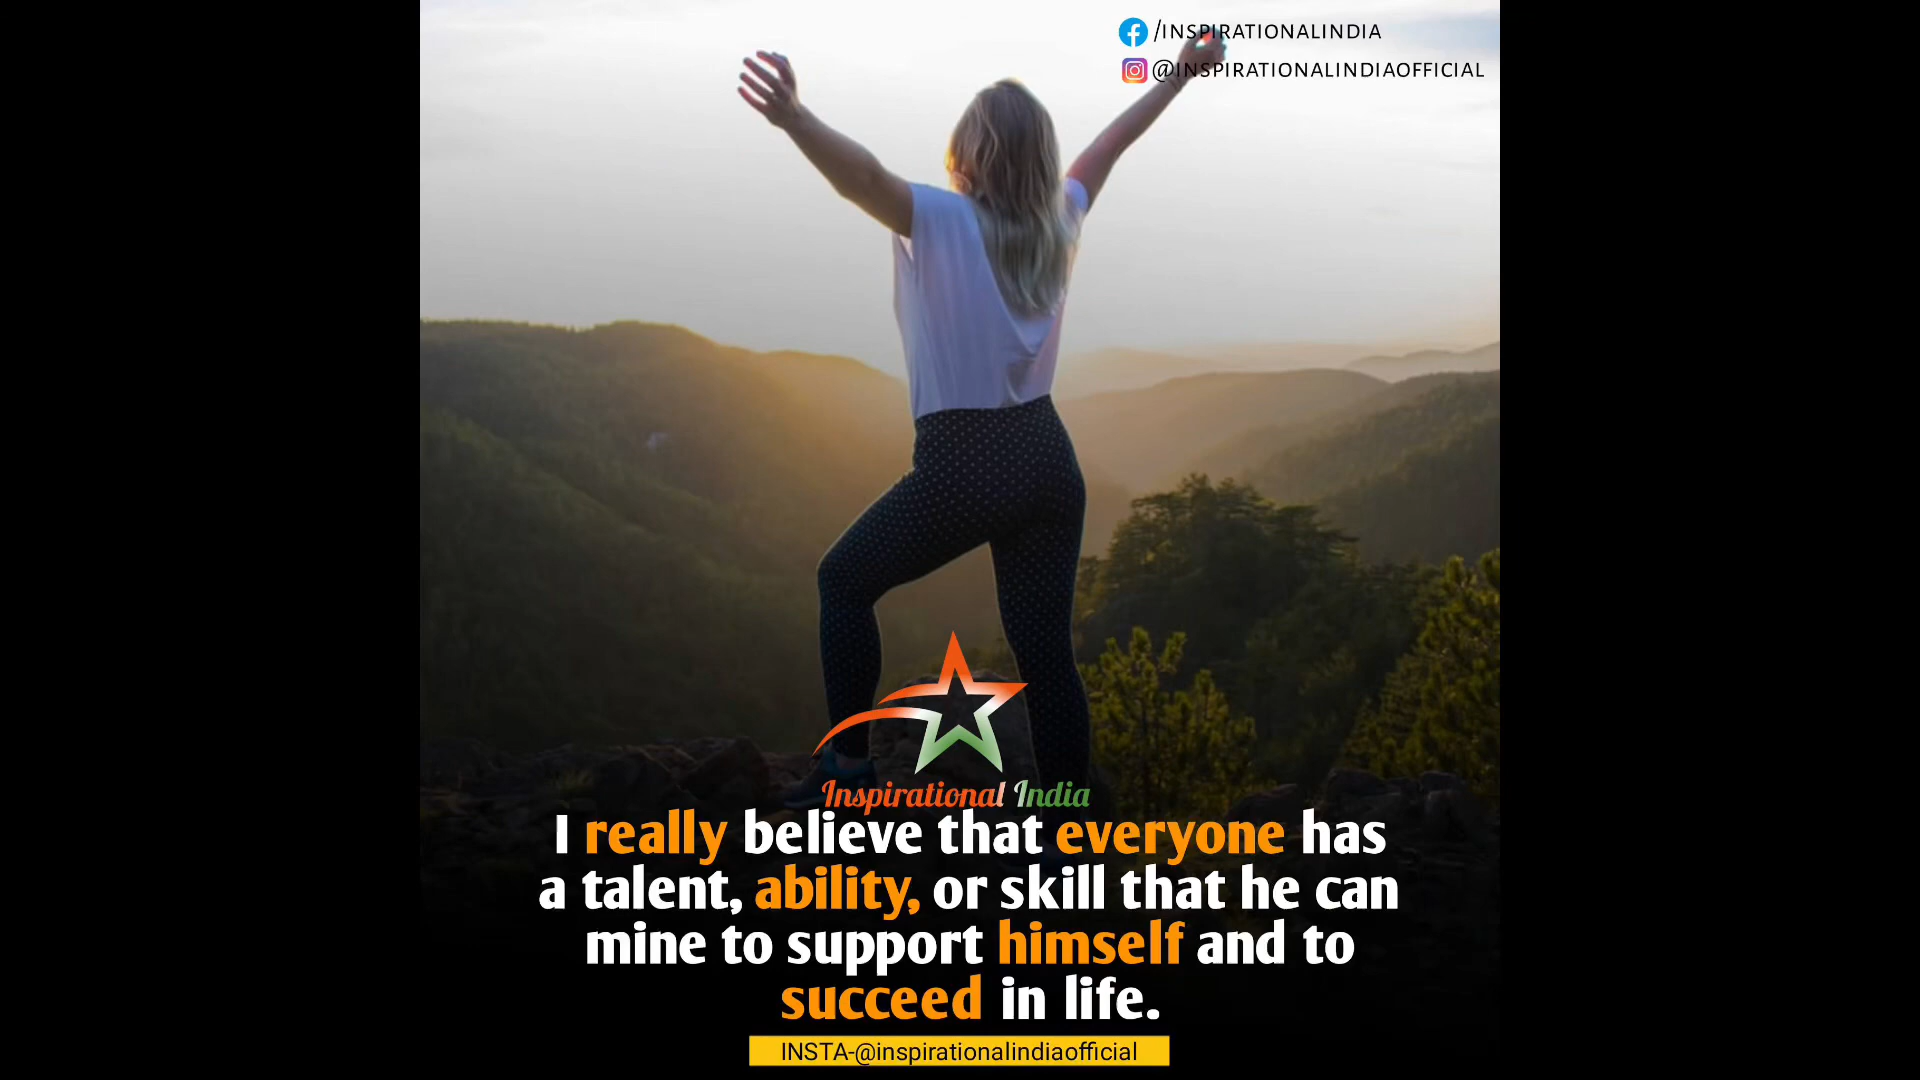 /INSPIRATIONALINDIA
@INSPIRATIONALINDIAOFFICIAL
Inspirational India
I really believe that everyone has
a talent, ability, or skill that he can
mine to support himself and to
succeed in life.
INSTA-@inspirationalindiaofficial